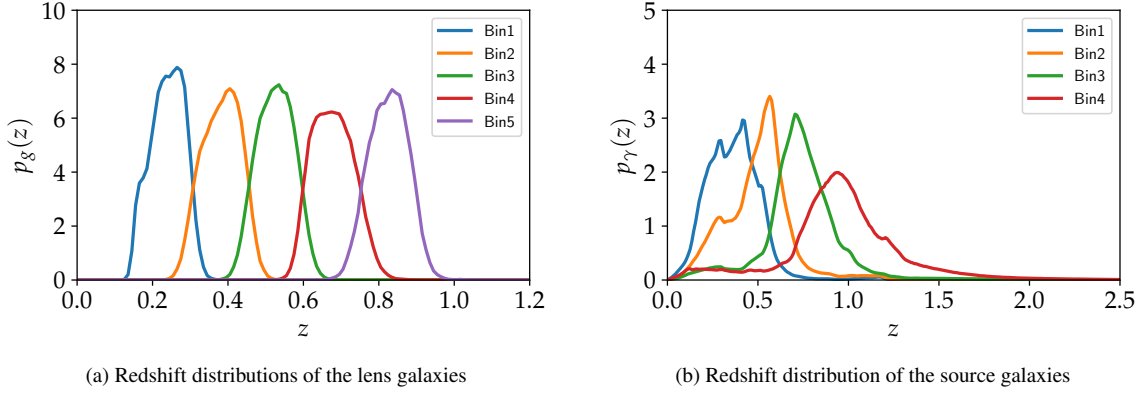 10
8
6
4
2
0
p_g(z)
0.0 0.2 0.4 0.6 0.8 1.0 1.2
z
Bin1
Bin2
Bin3
Bin4
Bin5
(a) Redshift distributions of the lens galaxies
5
4
3
2
1
0
p_γ(z)
0.0 0.5 1.0 1.5 2.0 2.5
z
Bin1
Bin2
Bin3
Bin4
(b) Redshift distribution of the source galaxies